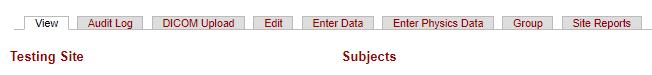 View Audit Log DICOM Upload Edit Enter Data Enter Physics Data Group Site Reports
Testing Site Subjects